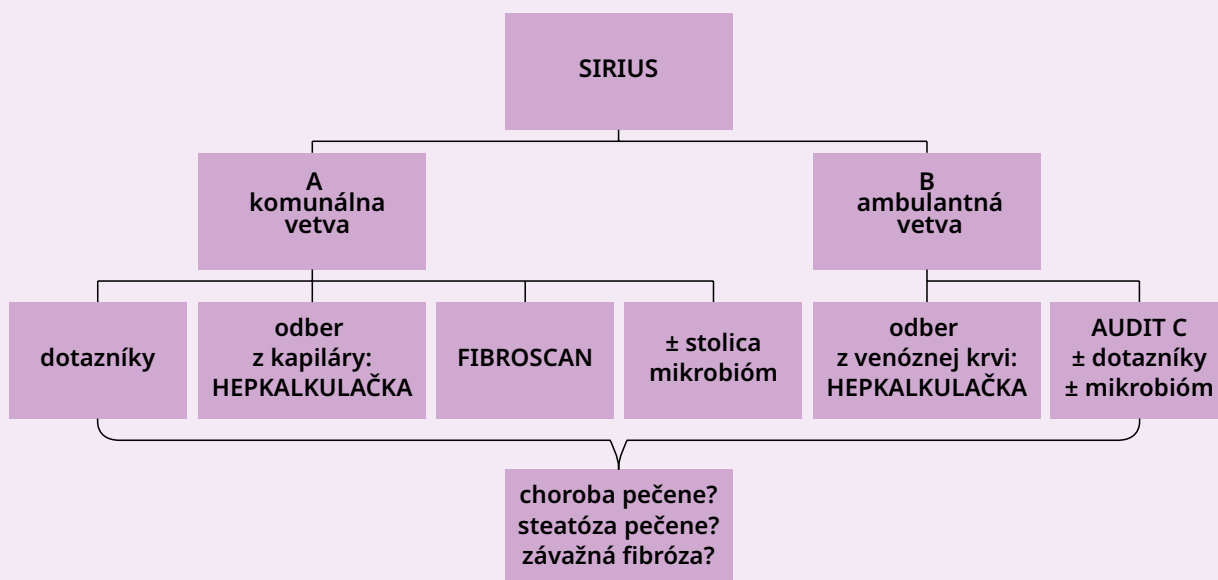 SIRIUS
A
komunálna
vetva
B
ambulantná
vetva
dotazníky
odber
z kapiláry:
HEPKALKULAČKA
FIBROSCAN
± stolica
mikrobióm
odber
z venóznej krvi:
HEPKALKULAČKA
AUDIT C
± dotazníky
± mikrobióm
choroba pečene?
steatóza pečene?
závažná fibróza?